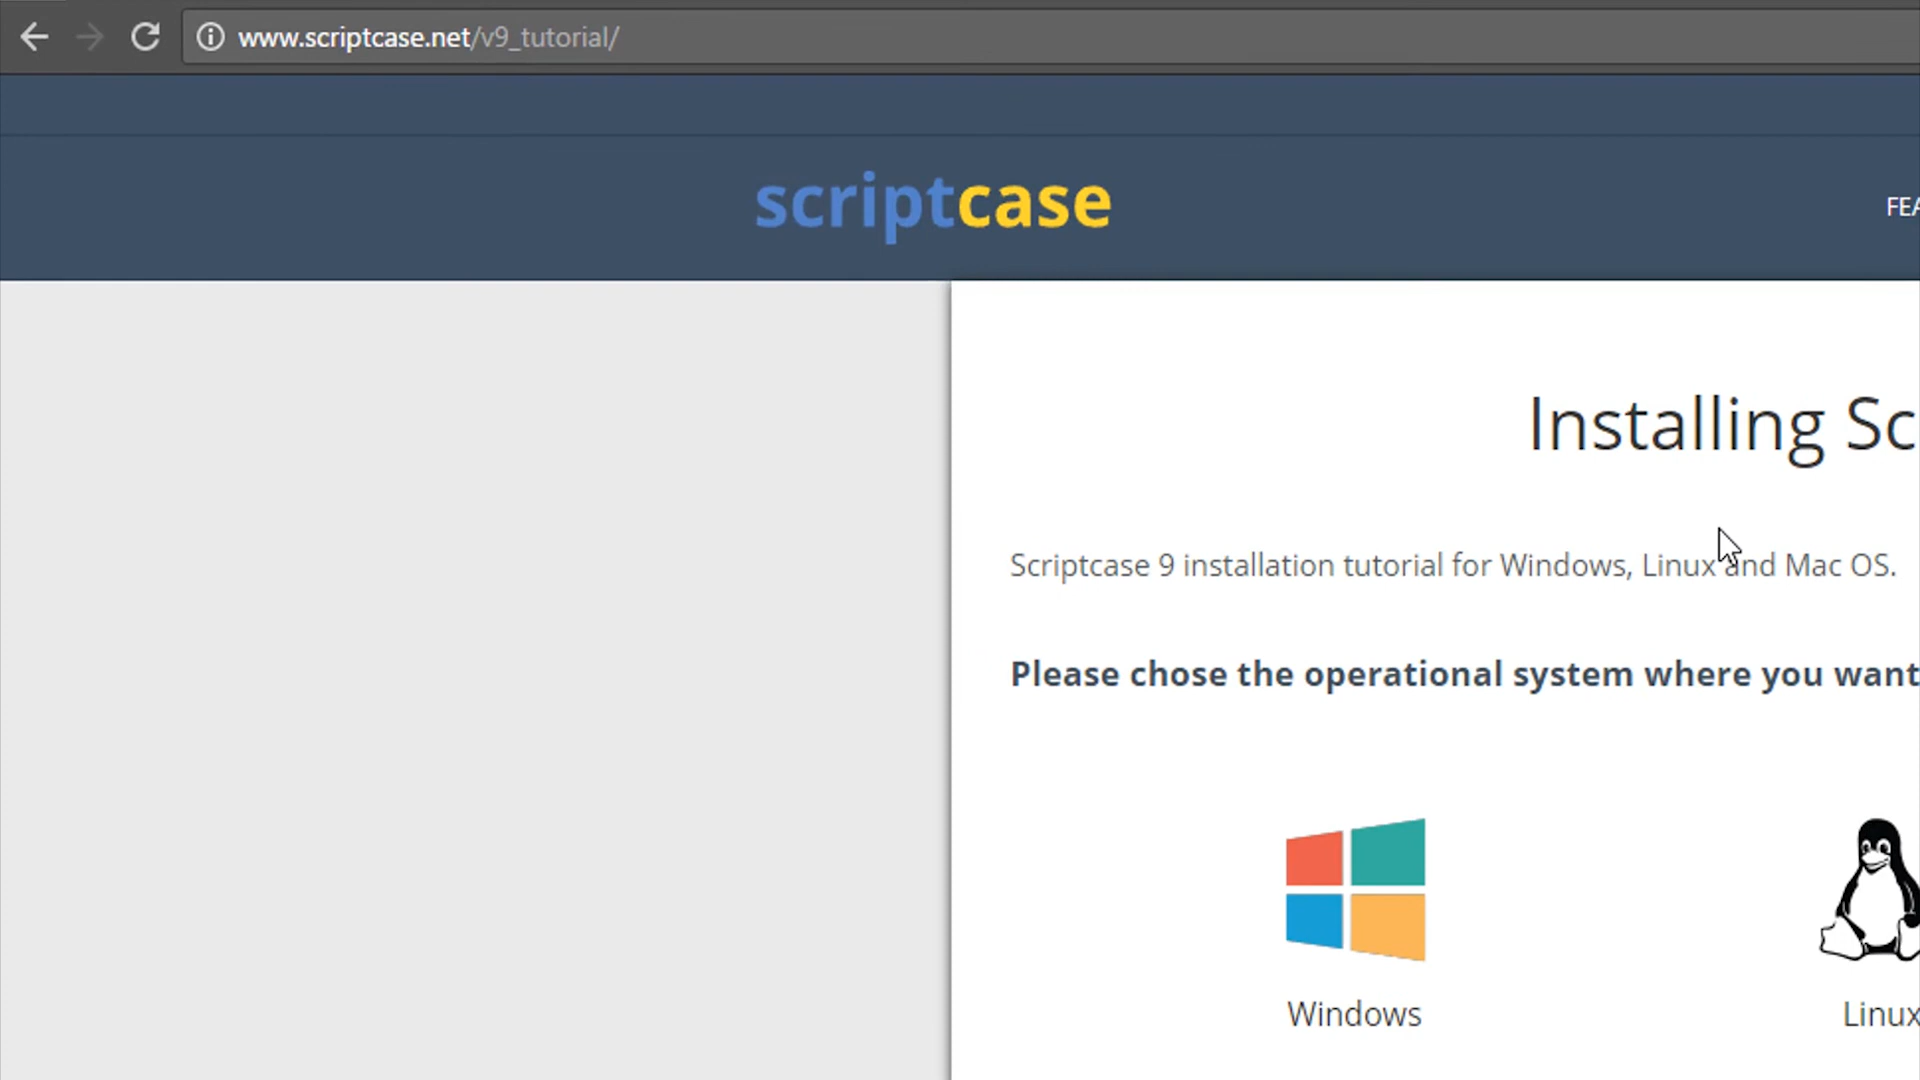 www.scriptcase.net/v9_tutorial/
scriptcase
FEA
Installing Sc
Scriptcase 9 installation tutorial for Windows, Linux and Mac OS.
Please chose the operational system where you want
Windows
Linux